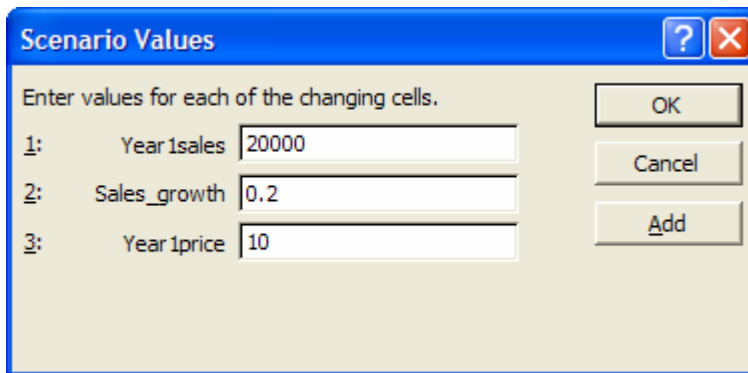 Scenario Values
Enter values for each of the changing cells.
OK
1: Year1sales 20000
Cancel
2: Sales_growth 0.2
Add
3: Year1price 10